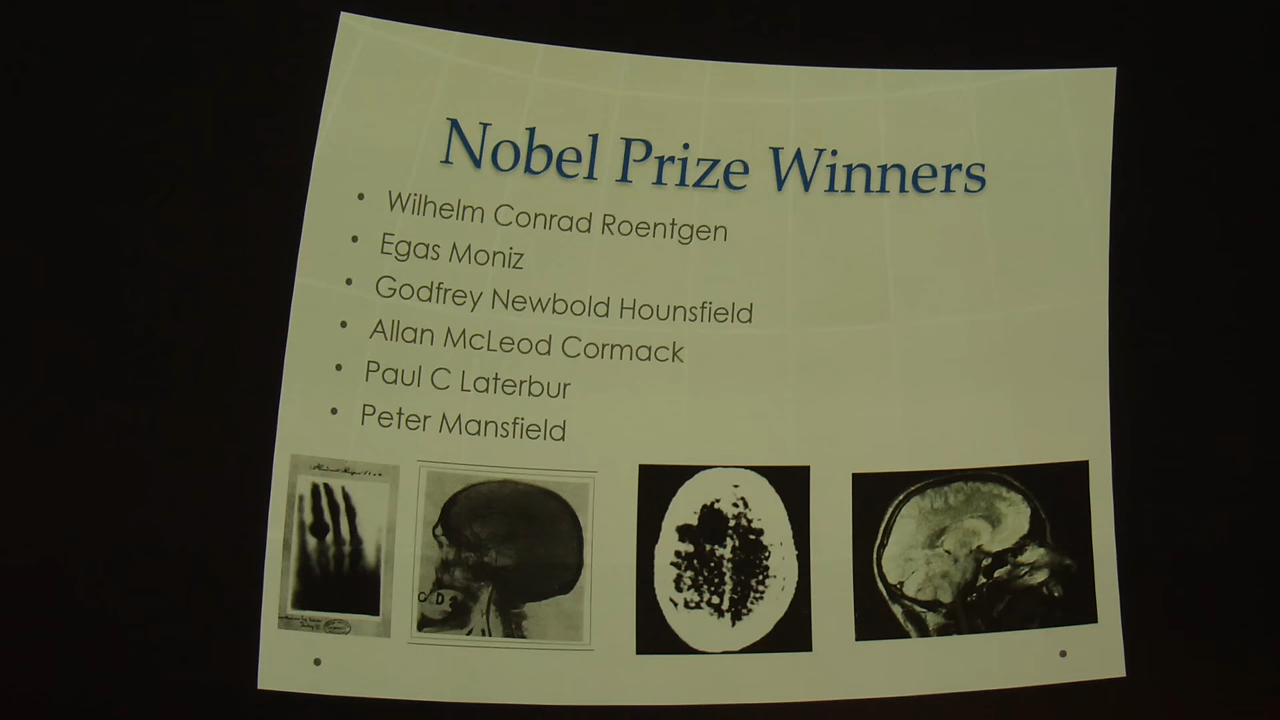 Nobel Prize Winners
• Wilhelm Conrad Roentgen
• Egas Moniz
• Godfrey Newbold Hounsfield
• Allan McLeod Cormack
• Paul C Laterbur
• Peter Mansfield